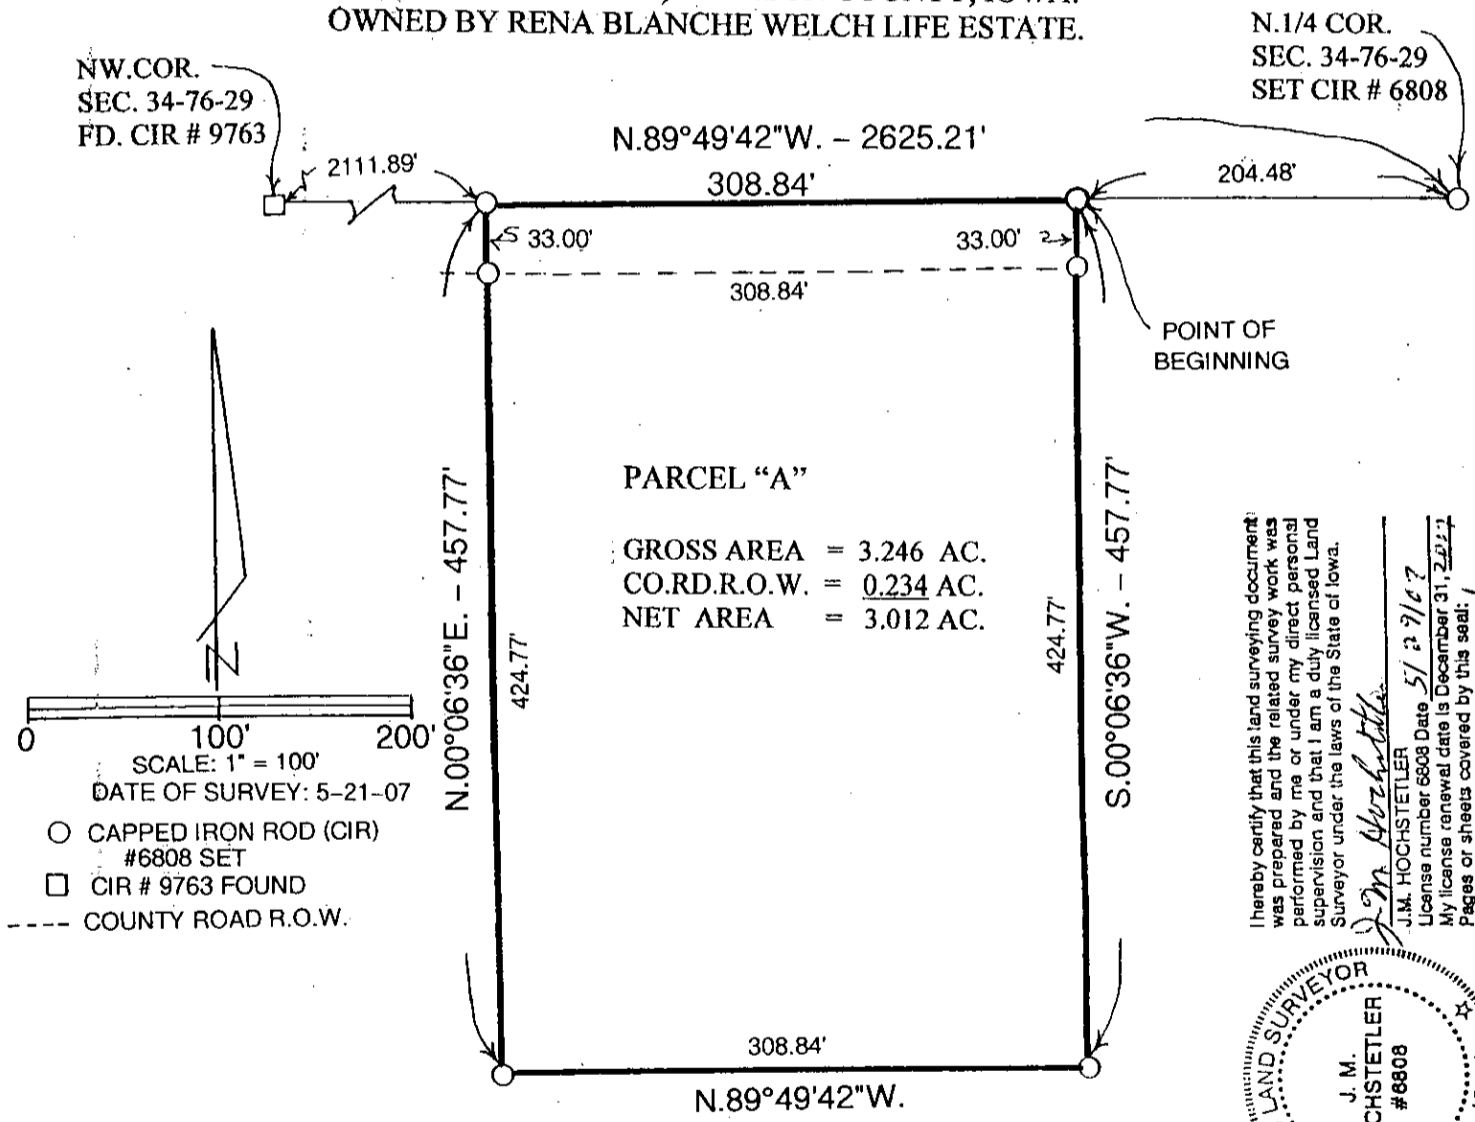 OWNED BY RENA BLANCHE WELCH LIFE ESTATE.
NW.COR.
SEC. 34-76-29
FD. CIR # 9763
N.1/4 COR.
SEC. 34-76-29
SET CIR # 6808
N.89°49'42"W. – 2625.21'
2111.89'
308.84'
204.48'
33.00'
33.00'
308.84'
POINT OF
BEGINNING
PARCEL “A”
GROSS AREA = 3.246 AC.
CO.RD.R.O.W. = 0.234 AC.
NET AREA = 3.012 AC.
N.00°06'36"E. – 457.77'
424.77'
424.77'
S.00°06'36"W. – 457.77'
N
0 100' 200'
SCALE: 1" = 100'
DATE OF SURVEY: 5-21-07
CAPPED IRON ROD (CIR)
#6808 SET
CIR # 9763 FOUND
---- COUNTY ROAD R.O.W.
308.84'
N.89°49'42"W.
I hereby certify that this land surveying document
was prepared and the related survey work was
performed by me or under my direct personal
supervision and that I am a duly licensed Land
Surveyor under the laws of the State of Iowa.
J.M. HOCHSTETLER
License number 6808 Date 5/29/07
My license renewal date is December 31,
Pages or sheets covered by this seal: 1
LAND SURVEYOR
J. M.
CHSTETLER
#6808